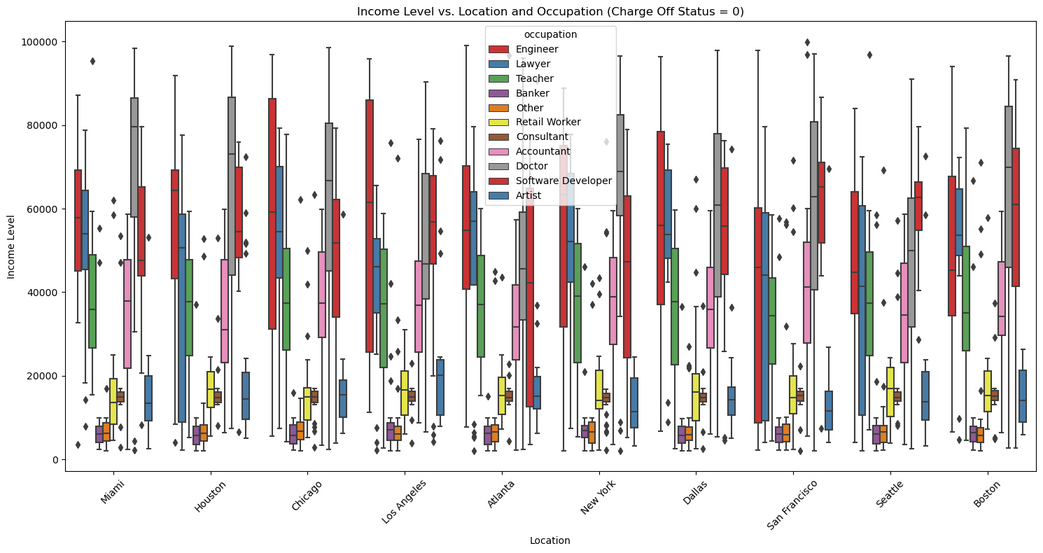 Income Level vs. Location and Occupation (Charge Off Status = 0)
occupation
Engineer
Lawyer
Teacher
Banker
Other
Retail Worker
Consultant
Accountant
Doctor
Software Developer
Artist
Income Level
100000
80000
60000
40000
20000
0
Miami
Houston
Chicago
Los Angeles
Atlanta
New York
Dallas
San Francisco
Seattle
Boston
Location